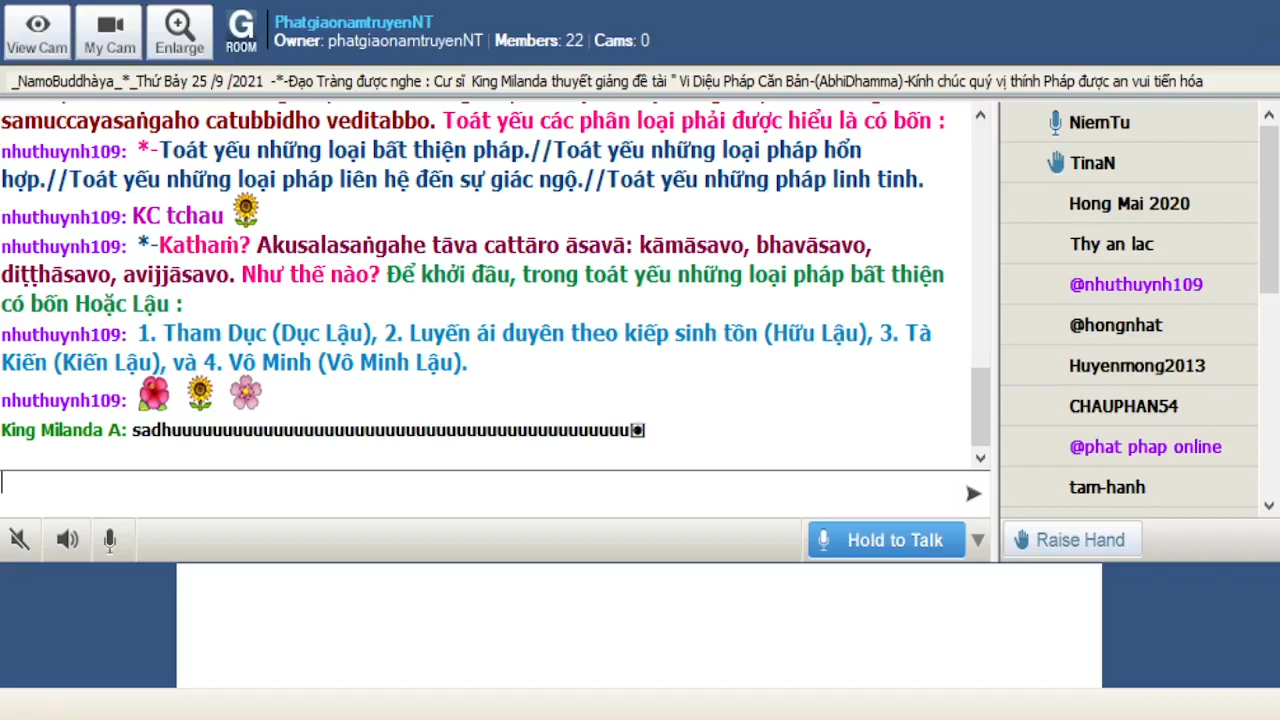 View Cam
My Cam
Enlarge
G
ROOM
PhatgiaonamtruyenNT
Owner: phatgiaonamtruyenNT | Members: 22 | Cams: 0
_NamoBuddhàya_*_Thứ Bảy 25 /9 /2021 -*-Đạo Tràng được nghe : Cư sĩ King Milanda thuyết giảng đề tài " Vi Diệu Pháp Căn Bản-(AbhiDhamma)-Kính chúc quý vị thính Pháp được an vui tiến hóa
samuccayasaṅgaho catubbidho veditabbo. Toát yếu các phân loại phải được hiểu là có bốn :
nhuthuynh109: *-Toát yếu những loại bất thiện pháp.//Toát yếu những loại pháp hổn
hợp.//Toát yếu những loại pháp liên hệ đến sự giác ngộ.//Toát yếu những pháp linh tinh.
nhuthuynh109: KC tchau
nhuthuynh109: *-Kathaṁ? Akusalasaṅgahe tāva cattāro āsavā: kāmāsavo, bhavāsavo,
diṭṭhāsavo, avijjāsavo. Như thế nào? Để khởi đầu, trong toát yếu những loại pháp bất thiện
có bốn Hoặc Lậu :
nhuthuynh109: 1. Tham Dục (Dục Lậu), 2. Luyến ái duyên theo kiếp sinh tồn (Hữu Lậu), 3. Tà
Kiến (Kiến Lậu), và 4. Vô Minh (Vô Minh Lậu).
nhuthuynh109:
King Milanda A: sadhuuuuuuuuuuuuuuuuuuuuuuuuuuuuuuuuuuuuuuuuuuuuuuu
NiemTu
TinaN
Hong Mai 2020
Thy an lac
@nhuthuynh109
@hongnhat
Huyenmong2013
CHAUPHAN54
@phat phap online
tam-hanh
Hold to Talk
Raise Hand